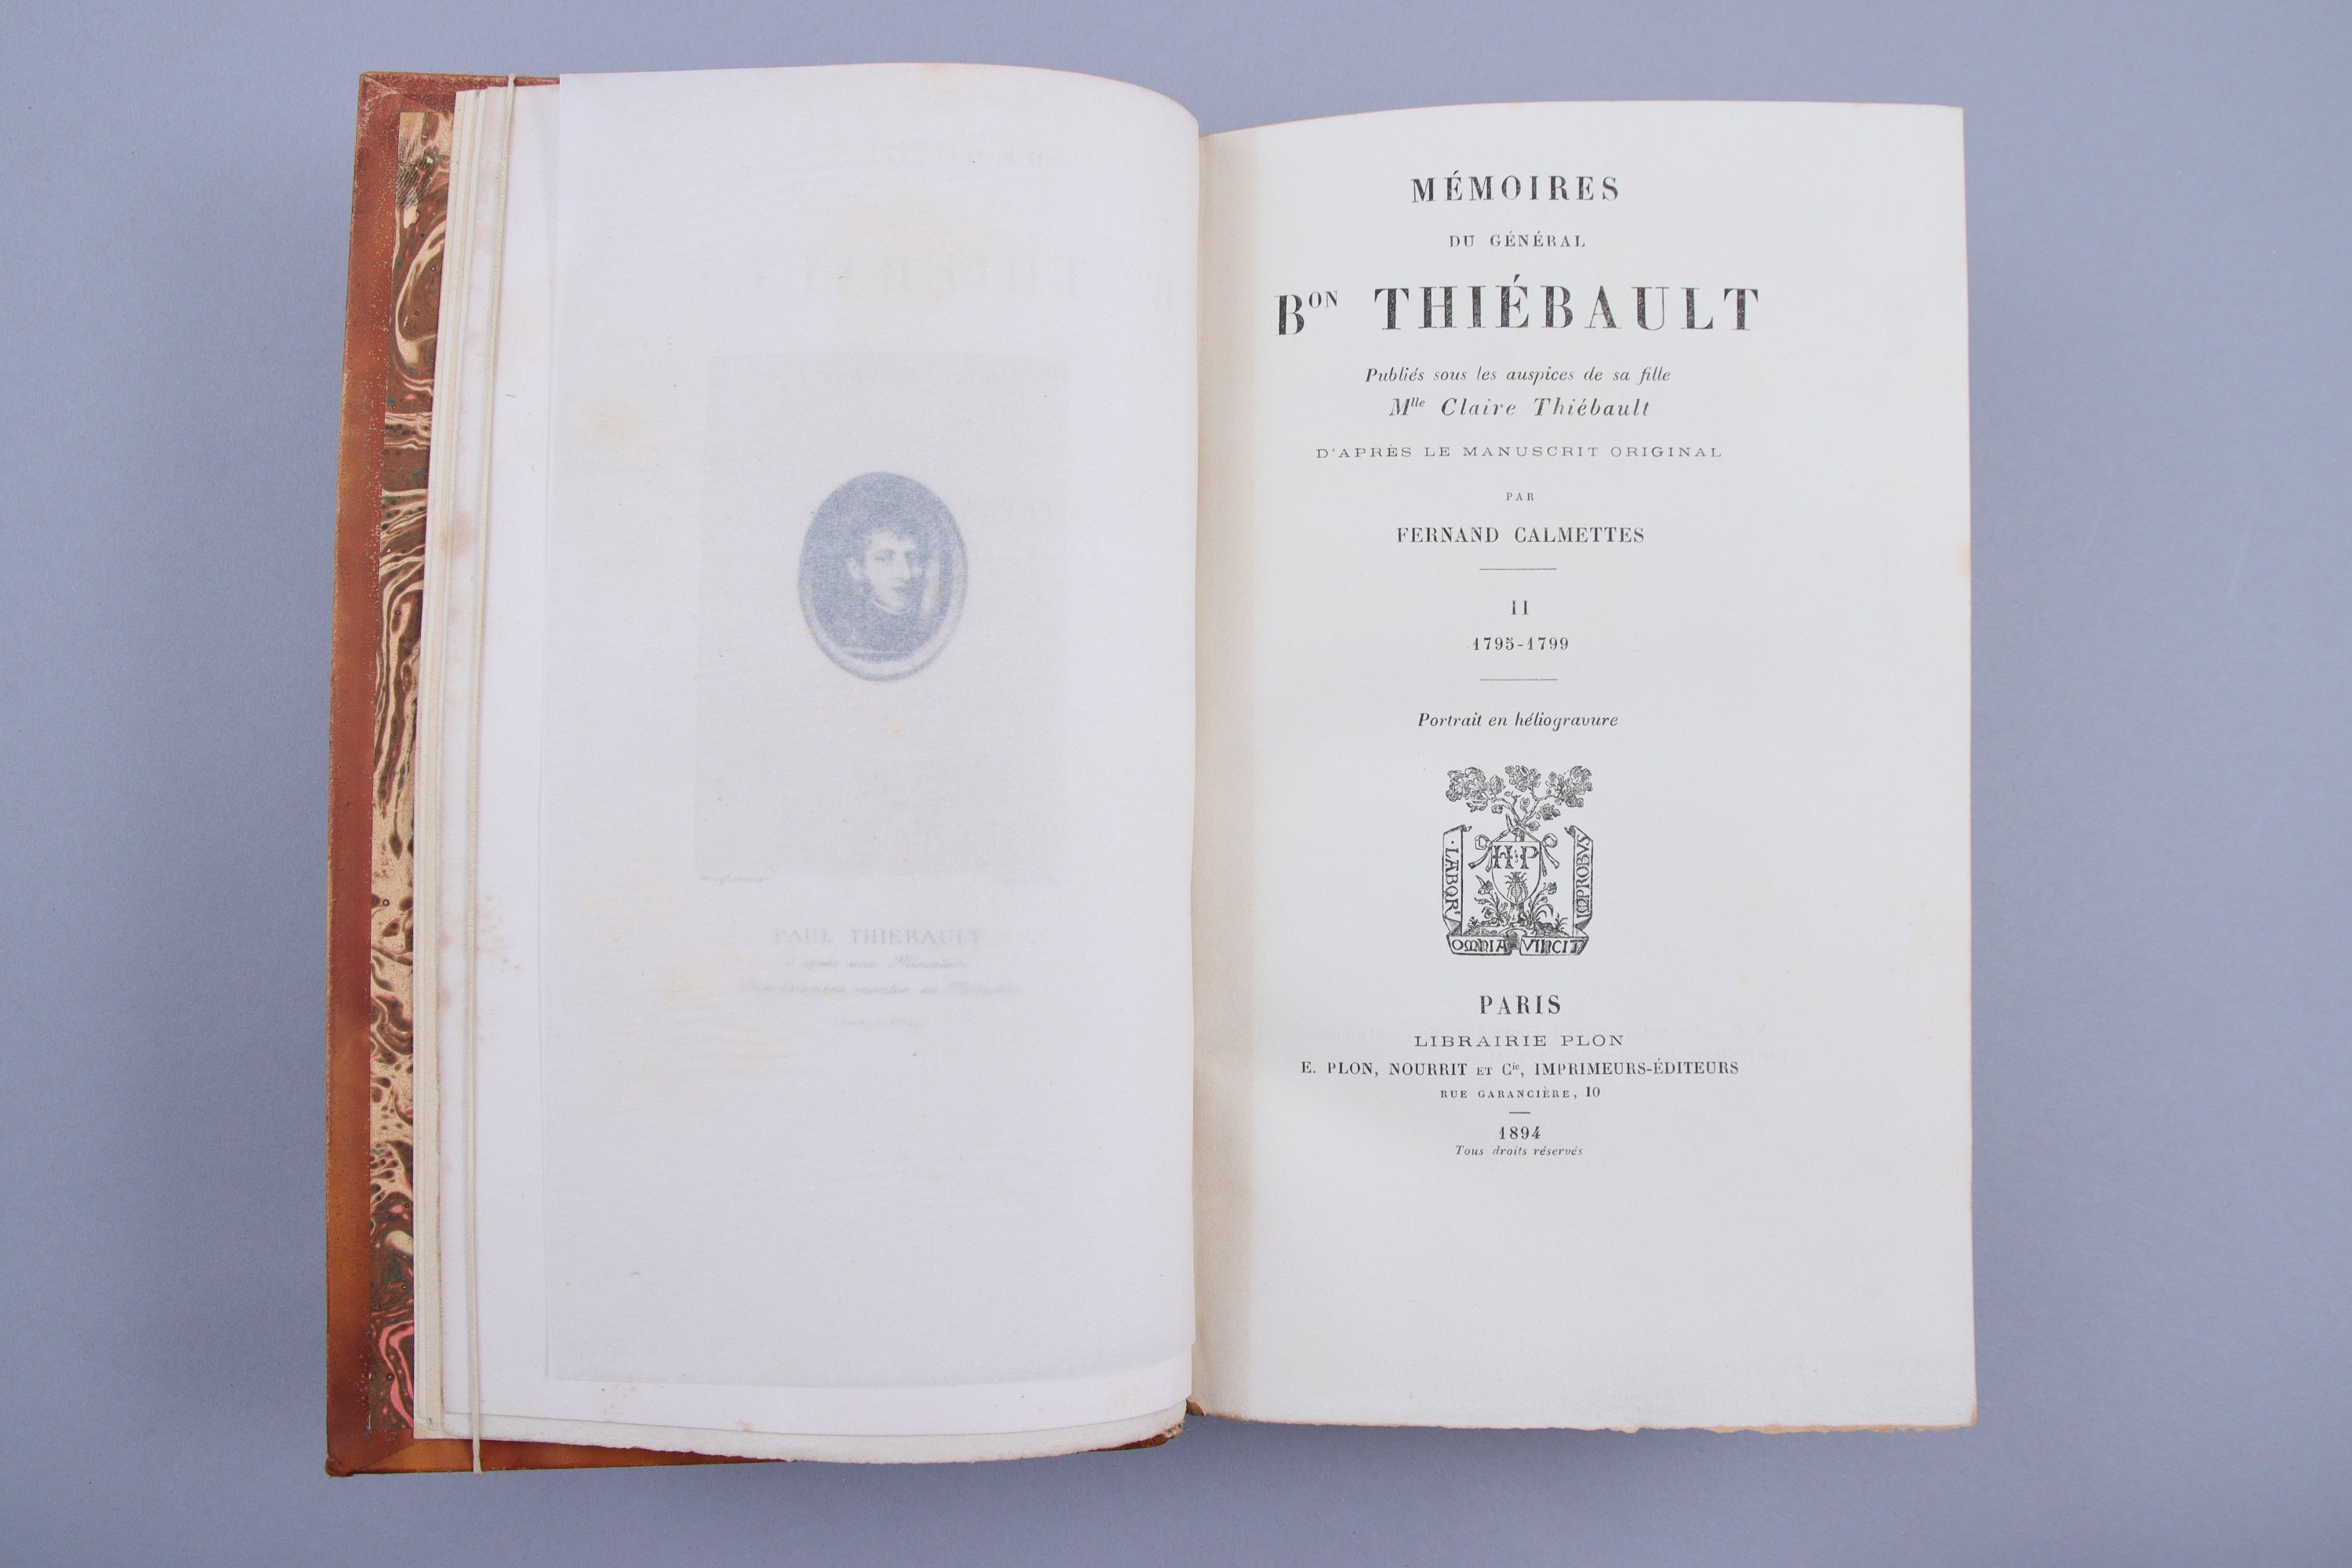 PAUL THIÉBAULT
MÉMOIRES
DU GÉNÉRAL
Bᵒⁿ THIÉBAULT
Publiés sous les auspices de sa fille
Mˡˡᵉ Claire Thiébault
D'APRÈS LE MANUSCRIT ORIGINAL
PAR
FERNAND CALMETTES
II
1795-1799
Portrait en héliogravure
H P
LABOR
IMPROBVS
OMNIA VINCIT
PARIS
LIBRAIRIE PLON
E. PLON, NOURRIT ET Cⁱᵉ, IMPRIMEURS-ÉDITEURS
RUE GARANCIÈRE, 10
1894
Tous droits réservés